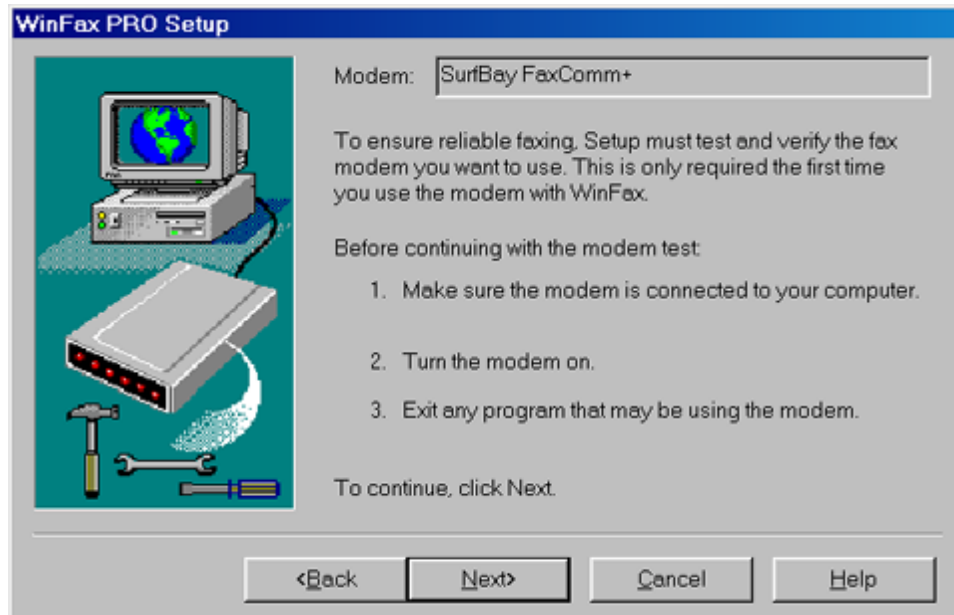 WinFax PRO Setup
Modem: SurfBay FaxComm+
To ensure reliable faxing, Setup must test and verify the fax
modem you want to use. This is only required the first time
you use the modem with WinFax.
Before continuing with the modem test:
1. Make sure the modem is connected to your computer.
2. Turn the modem on.
3. Exit any program that may be using the modem.
To continue, click Next.
<Back Next> Cancel Help